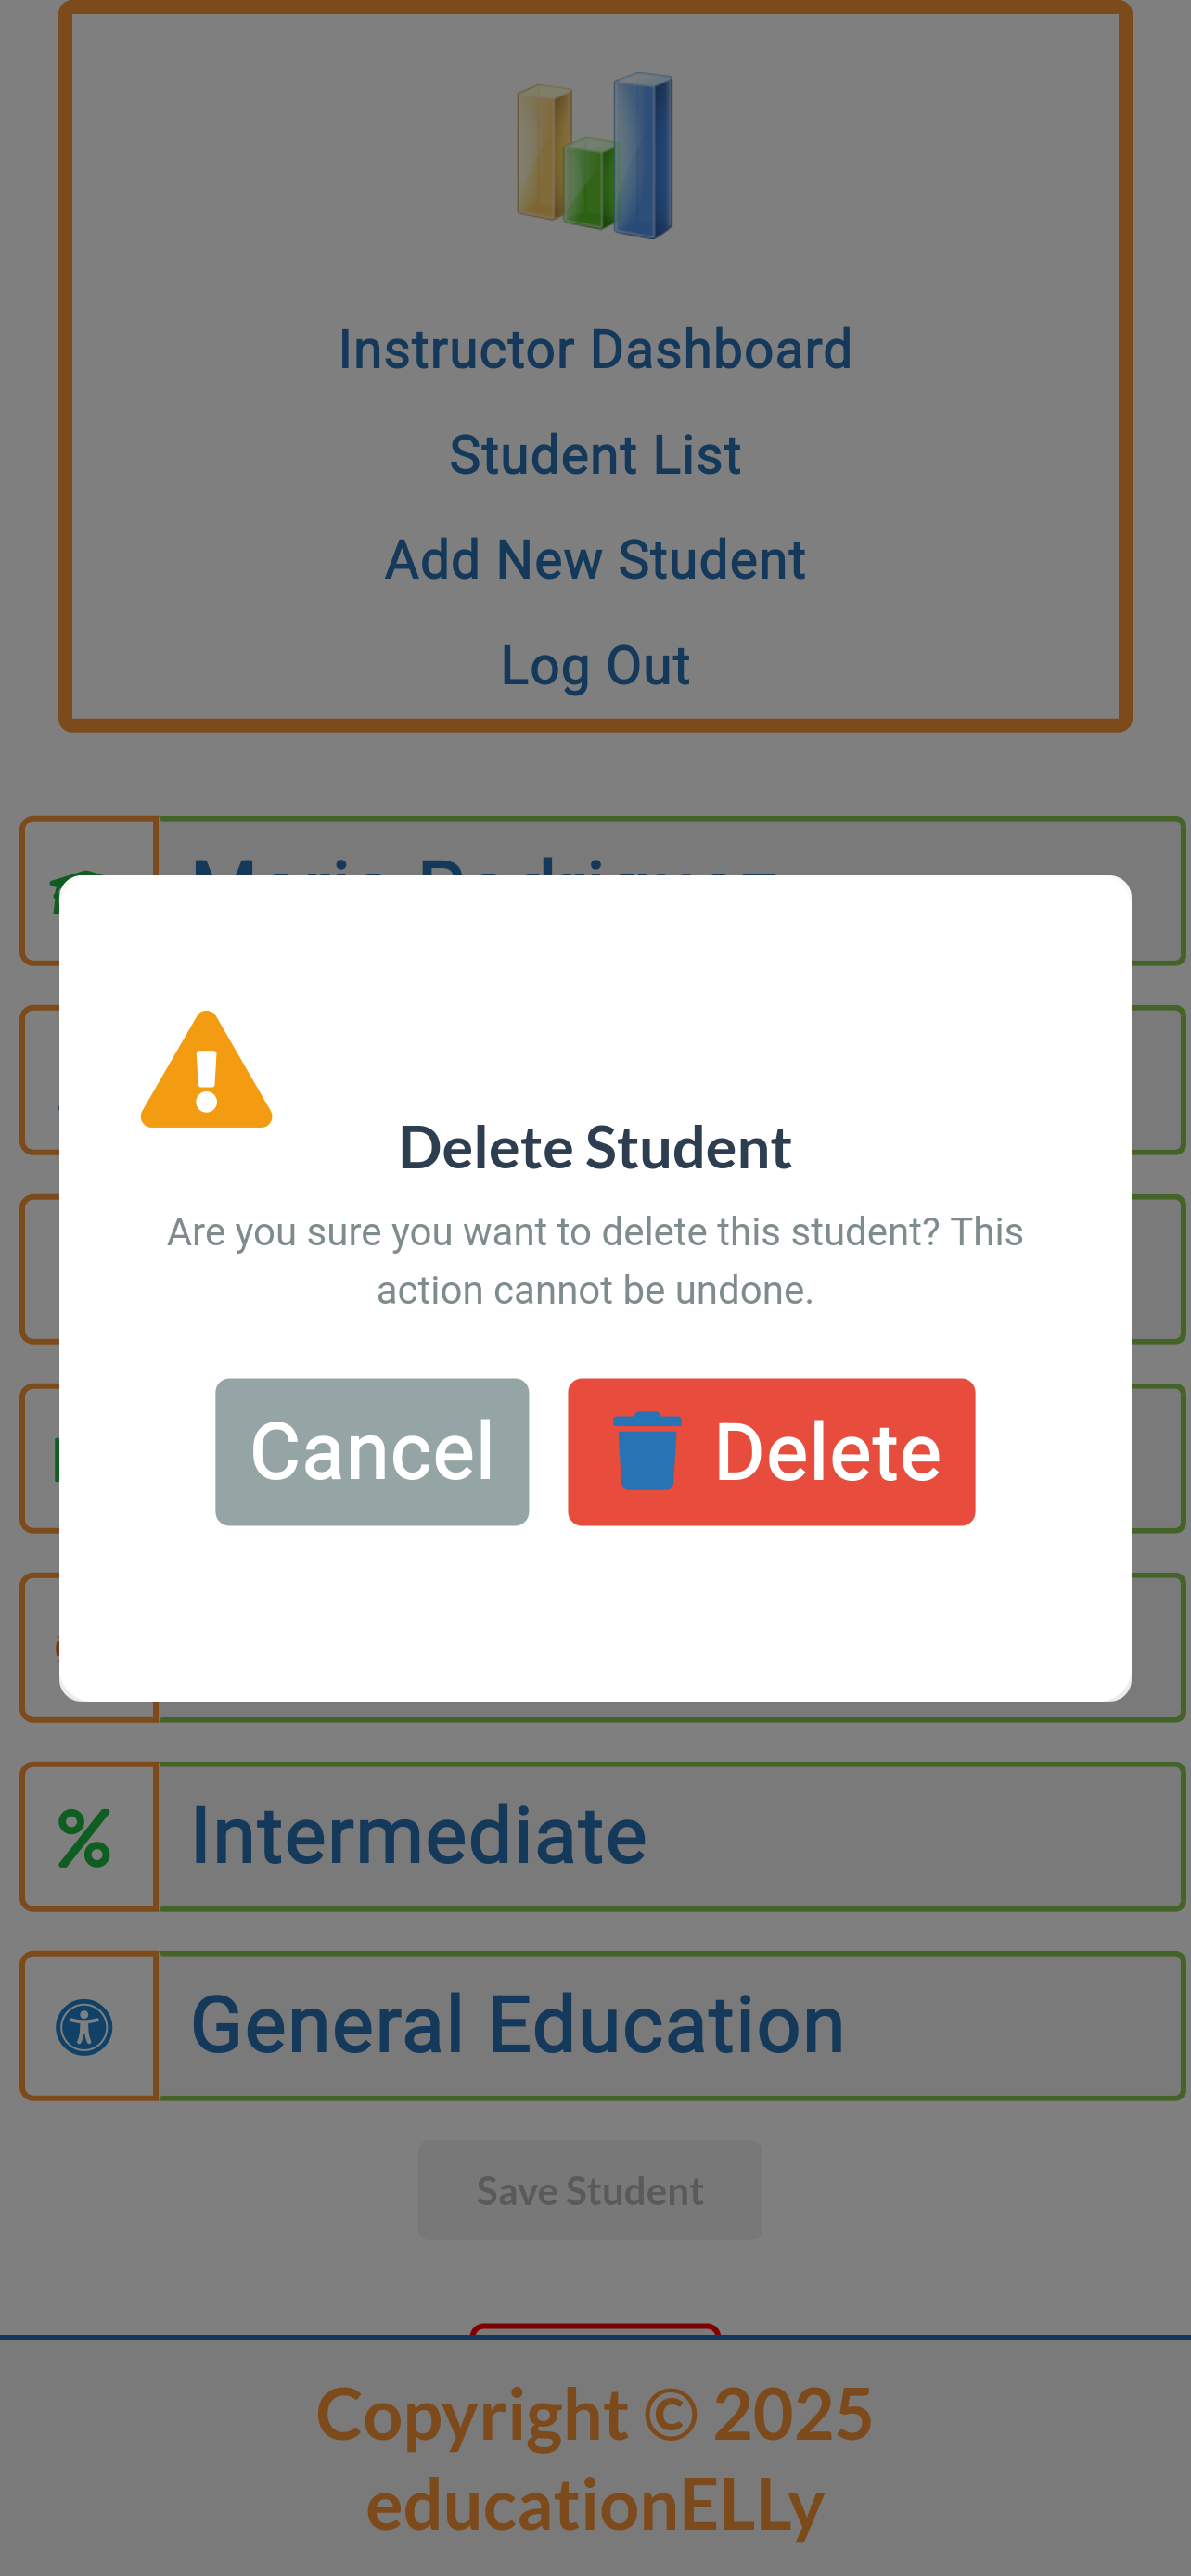 Instructor Dashboard
Student List
Add New Student
Log Out
Delete Student
Are you sure you want to delete this student? This
action cannot be undone.
Cancel
Delete
Intermediate
General Education
Save Student
Copyright © 2025
educationELLy